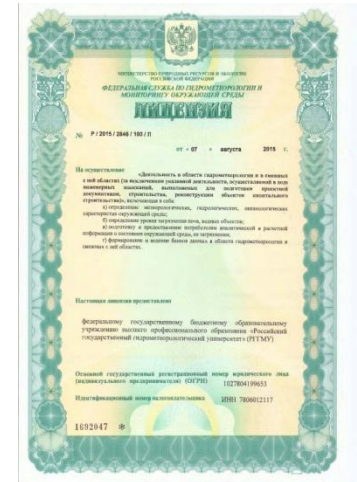 МИНИСТЕРСТВО ПРИРОДНЫХ РЕСУРСОВ И ЭКОЛОГИИ
РОССИЙСКОЙ ФЕДЕРАЦИИ
ФЕДЕРАЛЬНАЯ СЛУЖБА ПО ГИДРОМЕТЕОРОЛОГИИ И
МОНИТОРИНГУ ОКРУЖАЮЩЕЙ СРЕДЫ
ЛИЦЕНЗИЯ
№ Р / 2015 / 2846 / 103 / Л
от « 07 » августа 2015 г.
На осуществление
«Деятельность в области гидрометеорологии и в смежных
с ней областях (за исключением указанной деятельности, осуществляемой в ходе
инженерных изысканий, выполняемых для подготовки проектной
документации, строительства, реконструкции объектов капитального
строительства)», включающая в себя:
а) определение метеорологических, гидрологических, океанологических
характеристик окружающей среды;
б) определение уровня загрязнения почв, водных объектов;
в) подготовку и предоставление потребителям аналитической и расчетной
информации о состоянии окружающей среды, ее загрязнении;
г) формирование и ведение банков данных в области гидрометеорологии и
смежных с ней областях.
Настоящая лицензия предоставлена
федеральному государственному бюджетному образовательному
учреждению высшего профессионального образования «Российский
государственный гидрометеорологический университет» (РГГМУ)
Основной государственный регистрационный номер юридического лица
(индивидуального предпринимателя) (ОГРН) 1027804199653
Идентификационный номер налогоплательщика ИНН 7806012117
1692047 *